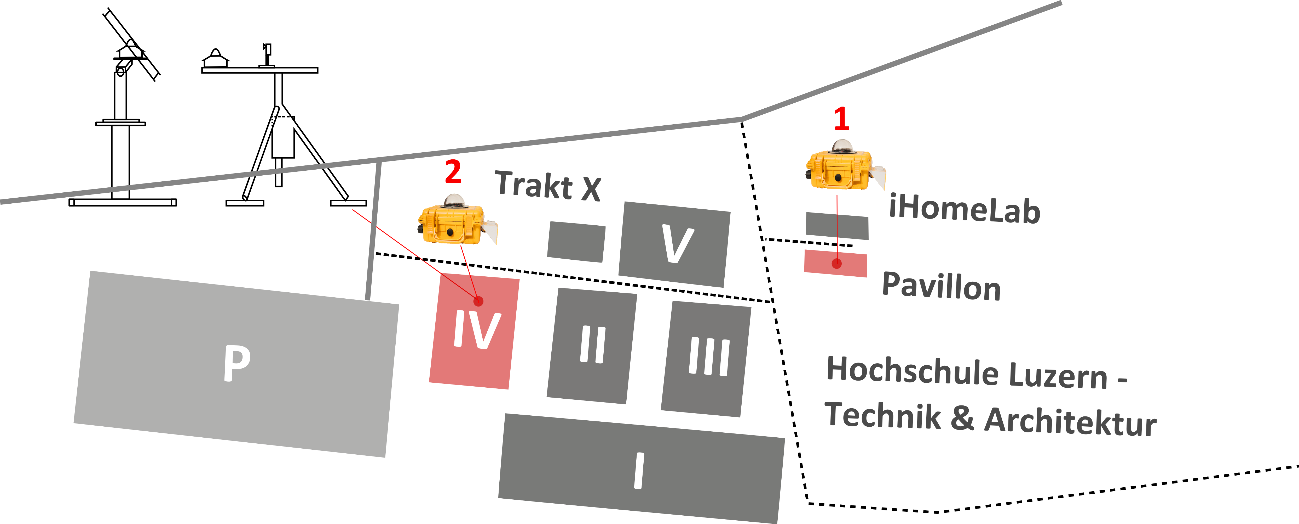 1
2
Trakt X
iHomeLab
V
Pavillon
IV
II
III
P
Hochschule Luzern -
Technik & Architektur
I